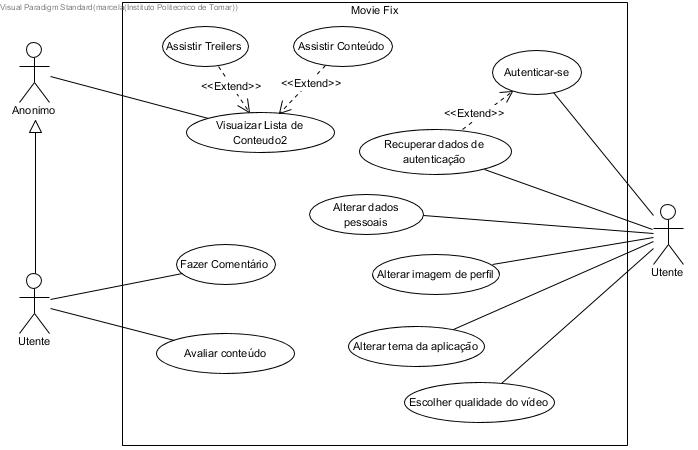 Visual Paradigm Standard(marcela(Instituto Politecnico de Tomar))
Movie Fix
Assistir Treilers
Assistir Conteúdo
<<Extend>>
<<Extend>>
Autenticar-se
Anonimo
Visuaizar Lista de
Conteudo2
<<Extend>>
Recuperar dados de
autenticação
Alterar dados
pessoais
Utente
Fazer Comentário
Alterar imagem de perfil
Utente
Avaliar conteúdo
Alterar tema da aplicação
Escolher qualidade do vídeo